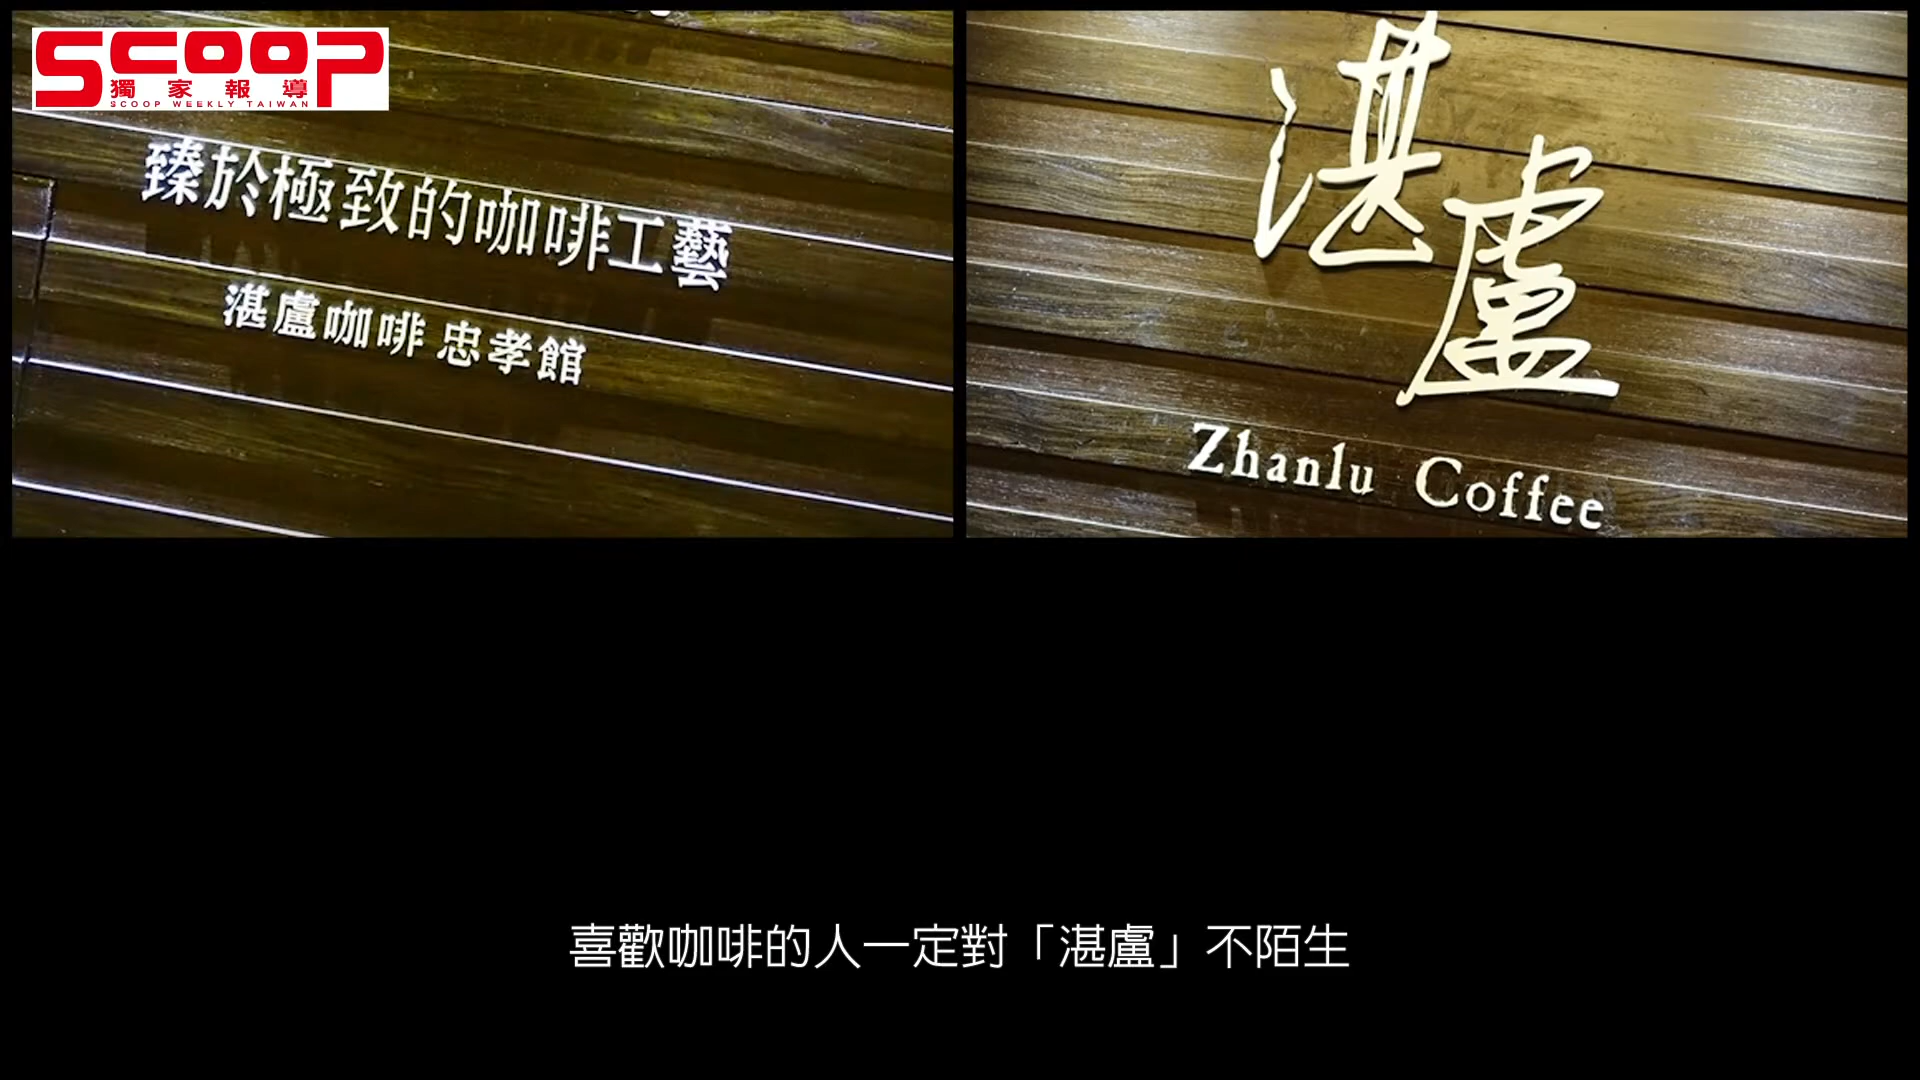 SCOOP
獨家報導
SCOOP WEEKLY TAIWAN
臻於極致的咖啡工藝
湛盧咖啡 忠孝館
湛盧
Zhanlu Coffee
喜歡咖啡的人一定對「湛盧」不陌生